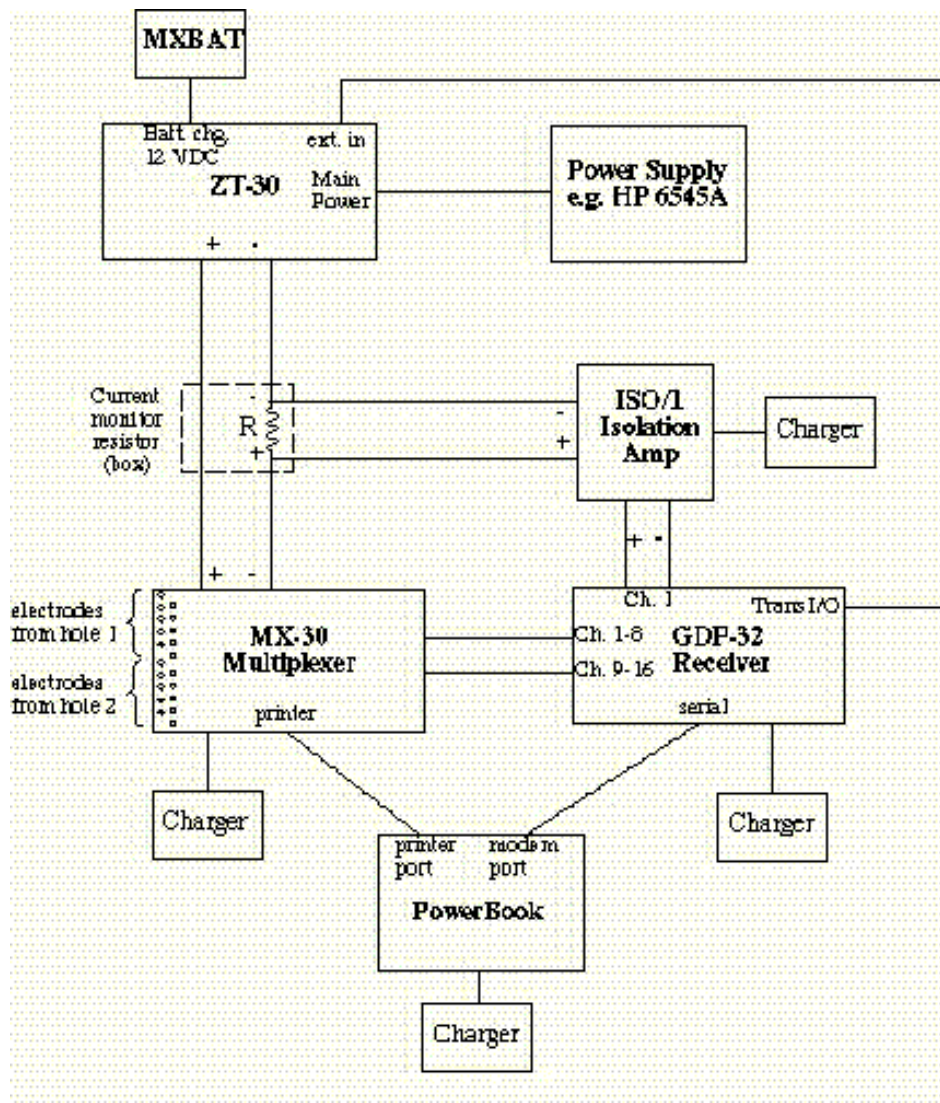 MXBAT
Batt chg.
12 VDC
ext. in
ZT-30
Main
Power
+ -
Power Supply
e.g. HP 6545A
Current
monitor
resistor
(box)
-
R
+
-
+
ISO/1
Isolation
Amp
Charger
+ -
+ -
electrodes
from hole 1
electrodes
from hole 2
MX-30
Multiplexer
printer
Ch. 1
Trans I/O
Ch. 1-8
Ch. 9-16
GDP-32
Receiver
serial
Charger
Charger
printer
port
modem
port
PowerBook
Charger